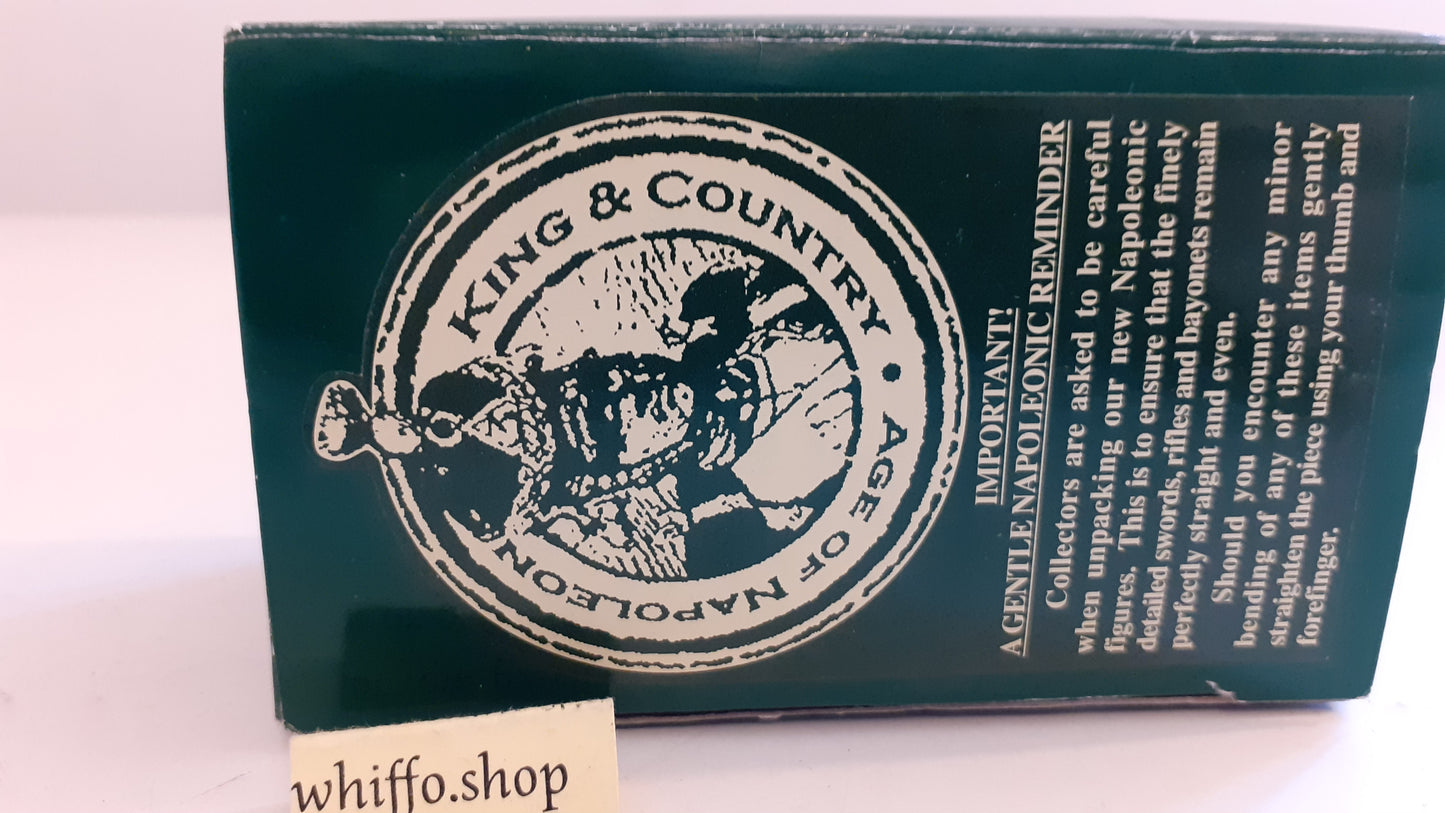 KING & COUNTRY • AGE OF NAPOLEON
IMPORTANT!
A GENTLE NAPOLEONIC REMINDER
Collectors are asked to be careful
when unpacking our new Napoleonic
figures. This is to ensure that the finely
detailed swords, rifles and bayonets remain
perfectly straight and even.
Should you encounter any minor
bending of any of these items gently
straighten the piece using your thumb and
forefinger.
whiffo.shop